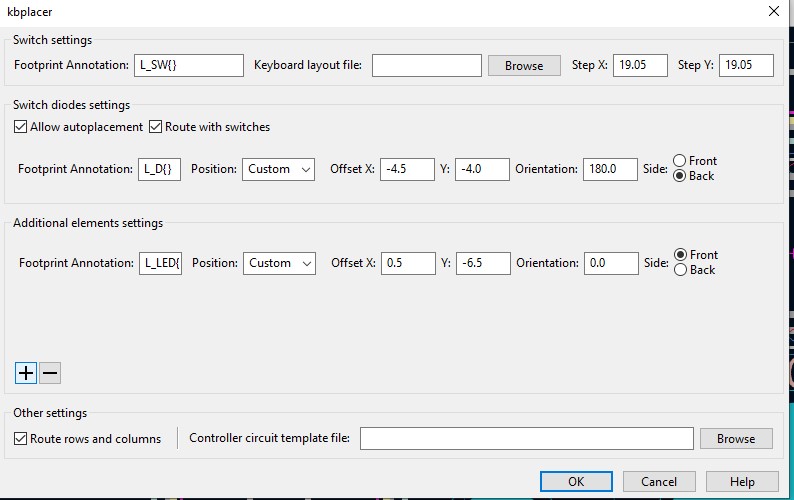 kbplacer
Switch settings
Footprint Annotation: L_SW{} Keyboard layout file: Browse Step X: 19.05 Step Y: 19.05
Switch diodes settings
Allow autoplacement Route with switches
Footprint Annotation: L_D{} Position: Custom Offset X: -4.5 Y: -4.0 Orientation: 180.0 Side: Front
Back
Additional elements settings
Footprint Annotation: L_LED{ Position: Custom Offset X: 0.5 Y: -6.5 Orientation: 0.0 Side: Front
Back
Other settings
Route rows and columns Controller circuit template file: Browse
OK Cancel Help